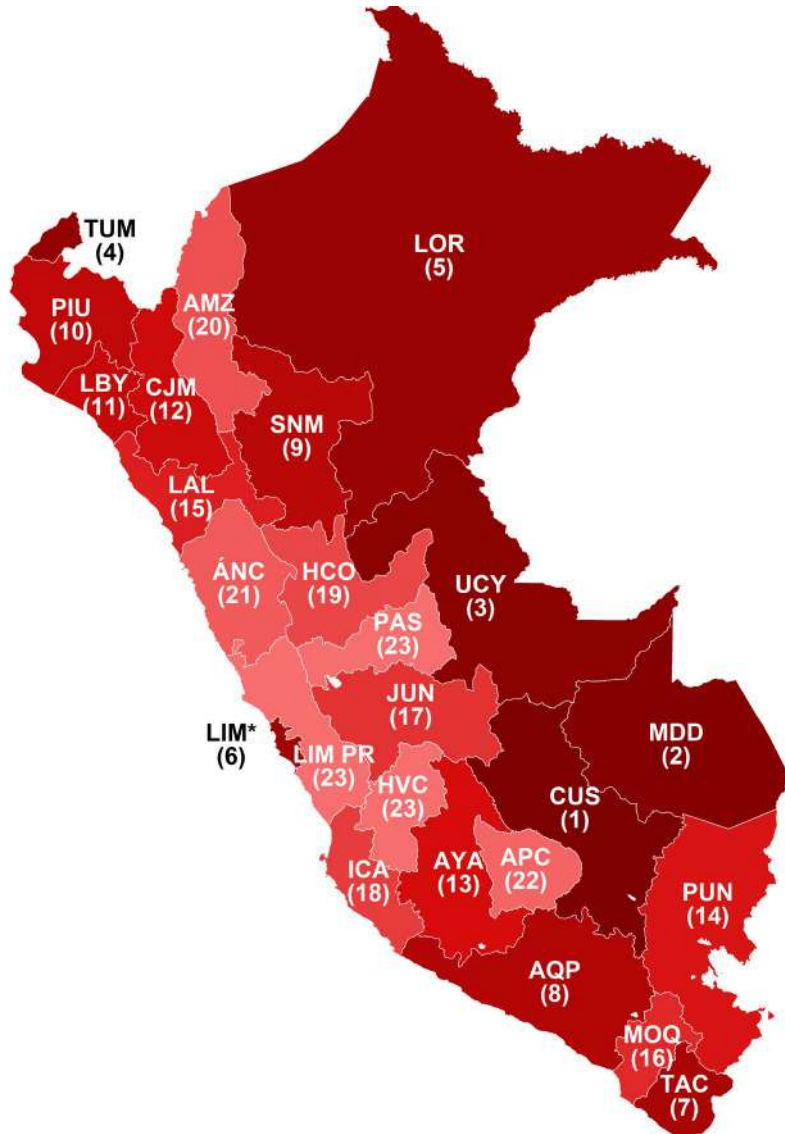 TUM
(4)
LOR
(5)
PIU
(10)
AMZ
(20)
LBY
(11)
CJM
(12)
SNM
(9)
LAL
(15)
ÁNC
(21)
HCO
(19)
UCY
(3)
PAS
(23)
JUN
(17)
LIM*
(6)
LIM PR
(23)
MDD
(2)
HVC
(23)
CUS
(1)
ICA
(18)
AYA
(13)
APC
(22)
PUN
(14)
AQP
(8)
MOQ
(16)
TAC
(7)